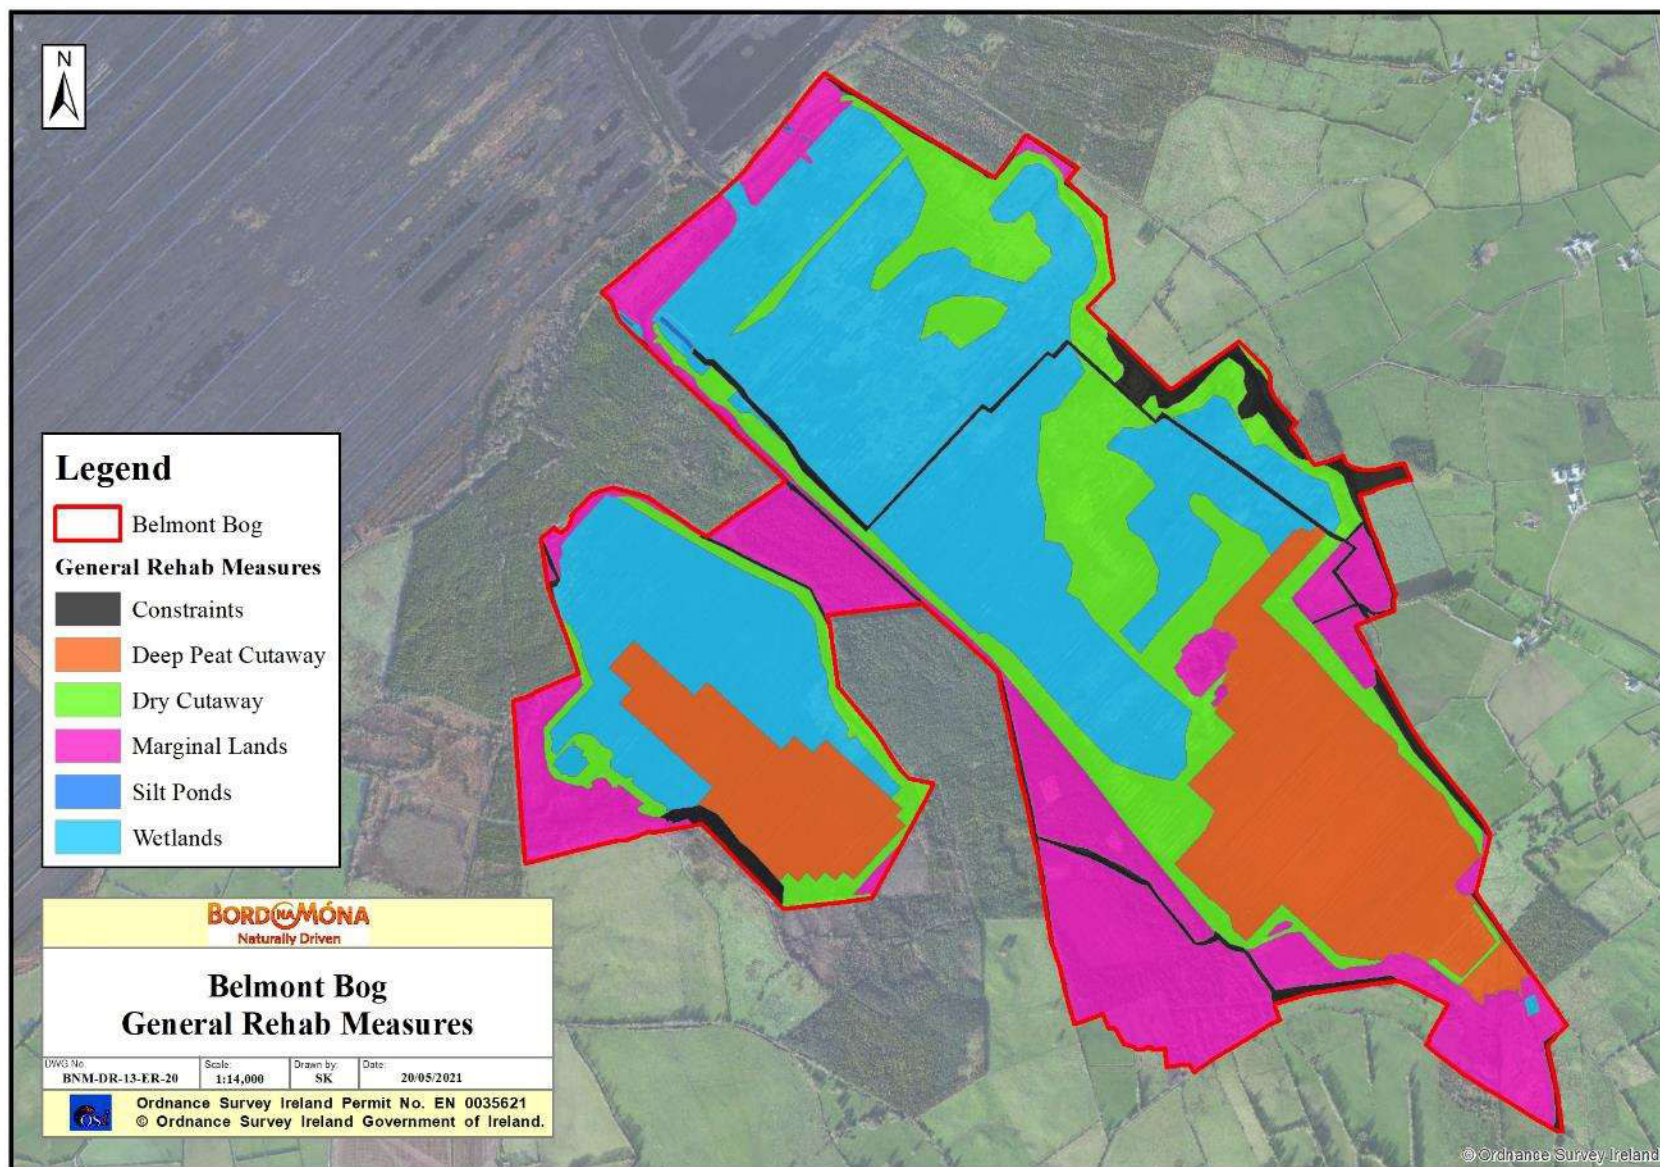 N
Legend
Belmont Bog
General Rehab Measures
Constraints
Deep Peat Cutaway
Dry Cutaway
Marginal Lands
Silt Ponds
Wetlands
BORD NA MÓNA
Naturally Driven
Belmont Bog
General Rehab Measures
DWG No. Scale: Drawn by: Date:
BNM-DR-13-ER-20 1:14,000 SK 20/05/2021
OSi
Ordnance Survey Ireland Permit No. EN 0035621
© Ordnance Survey Ireland Government of Ireland.
© Ordnance Survey Ireland